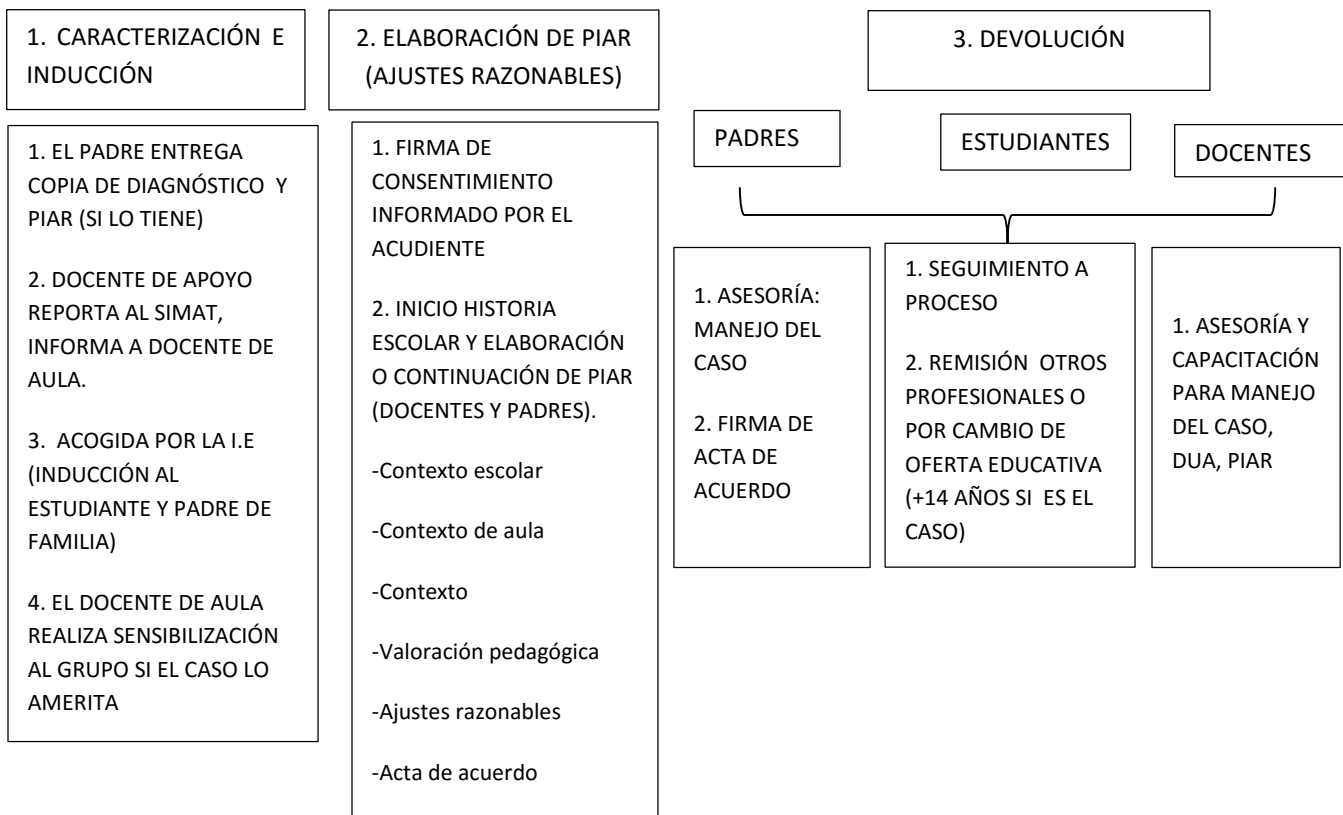 1. CARACTERIZACIÓN E
INDUCCIÓN
1. EL PADRE ENTREGA
COPIA DE DIAGNÓSTICO Y
PIAR (SI LO TIENE)
2. DOCENTE DE APOYO
REPORTA AL SIMAT,
INFORMA A DOCENTE DE
AULA.
3. ACOGIDA POR LA I.E
(INDUCCIÓN AL
ESTUDIANTE Y PADRE DE
FAMILIA)
4. EL DOCENTE DE AULA
REALIZA SENSIBILIZACIÓN
AL GRUPO SI EL CASO LO
AMERITA
2. ELABORACIÓN DE PIAR
(AJUSTES RAZONABLES)
1. FIRMA DE
CONSENTIMIENTO
INFORMADO POR EL
ACUDIENTE
2. INICIO HISTORIA
ESCOLAR Y ELABORACIÓN
O CONTINUACIÓN DE PIAR
(DOCENTES Y PADRES).
-Contexto escolar
-Contexto de aula
-Contexto
-Valoración pedagógica
-Ajustes razonables
-Acta de acuerdo
3. DEVOLUCIÓN
PADRES
ESTUDIANTES
DOCENTES
1. ASESORÍA:
MANEJO DEL
CASO
2. FIRMA DE
ACTA DE
ACUERDO
1. SEGUIMIENTO A
PROCESO
2. REMISIÓN OTROS
PROFESIONALES O
POR CAMBIO DE
OFERTA EDUCATIVA
(+14 AÑOS SI ES EL
CASO)
1. ASESORÍA Y
CAPACITACIÓN
PARA MANEJO
DEL CASO,
DUA, PIAR